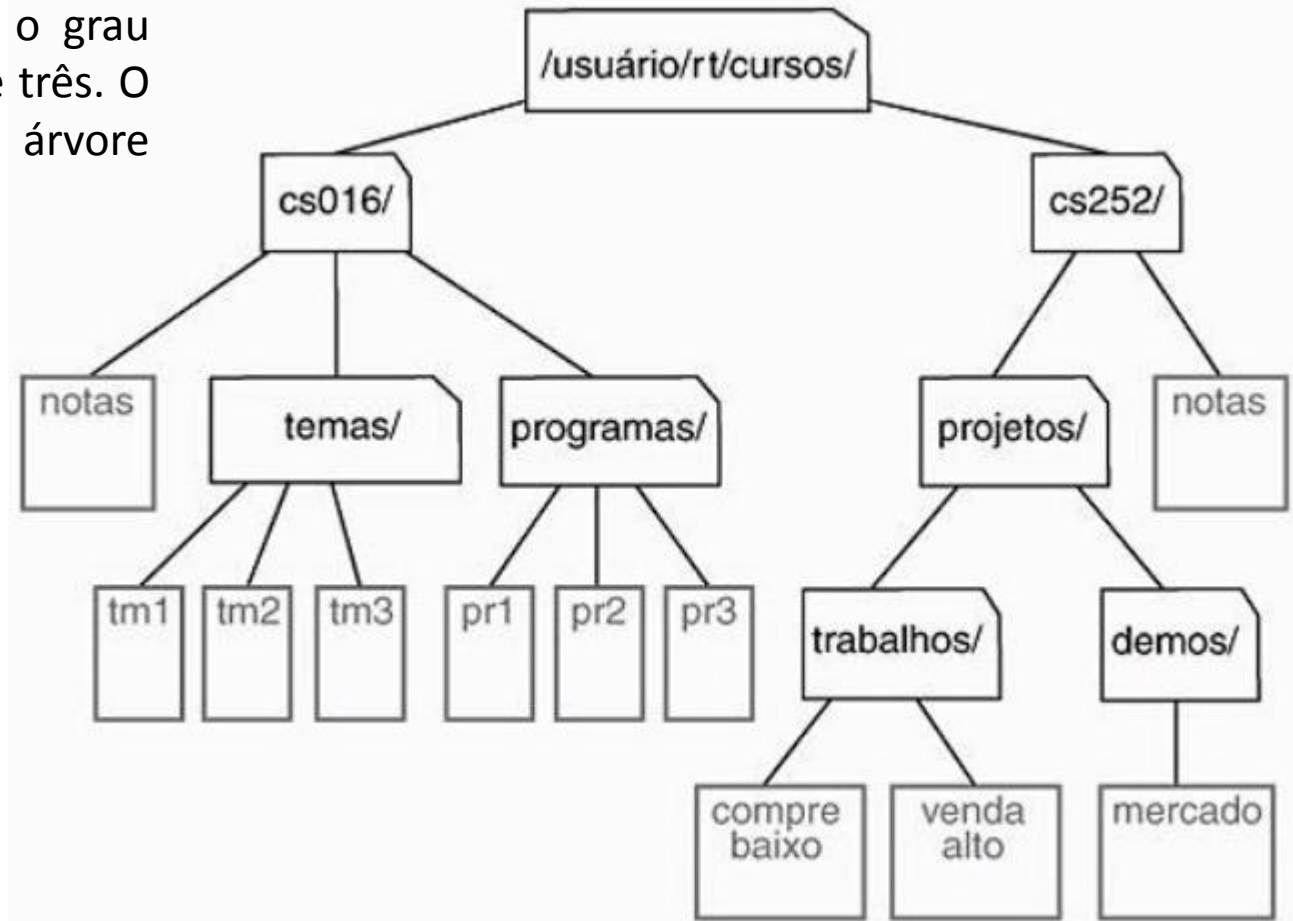 o grau
três. O
árvore
/usuário/rt/cursos/
cs016/
cs252/
notas
temas/
programas/
projetos/
notas
tm1
tm2
tm3
pr1
pr2
pr3
trabalhos/
demos/
compre
baixo
venda
alto
mercado